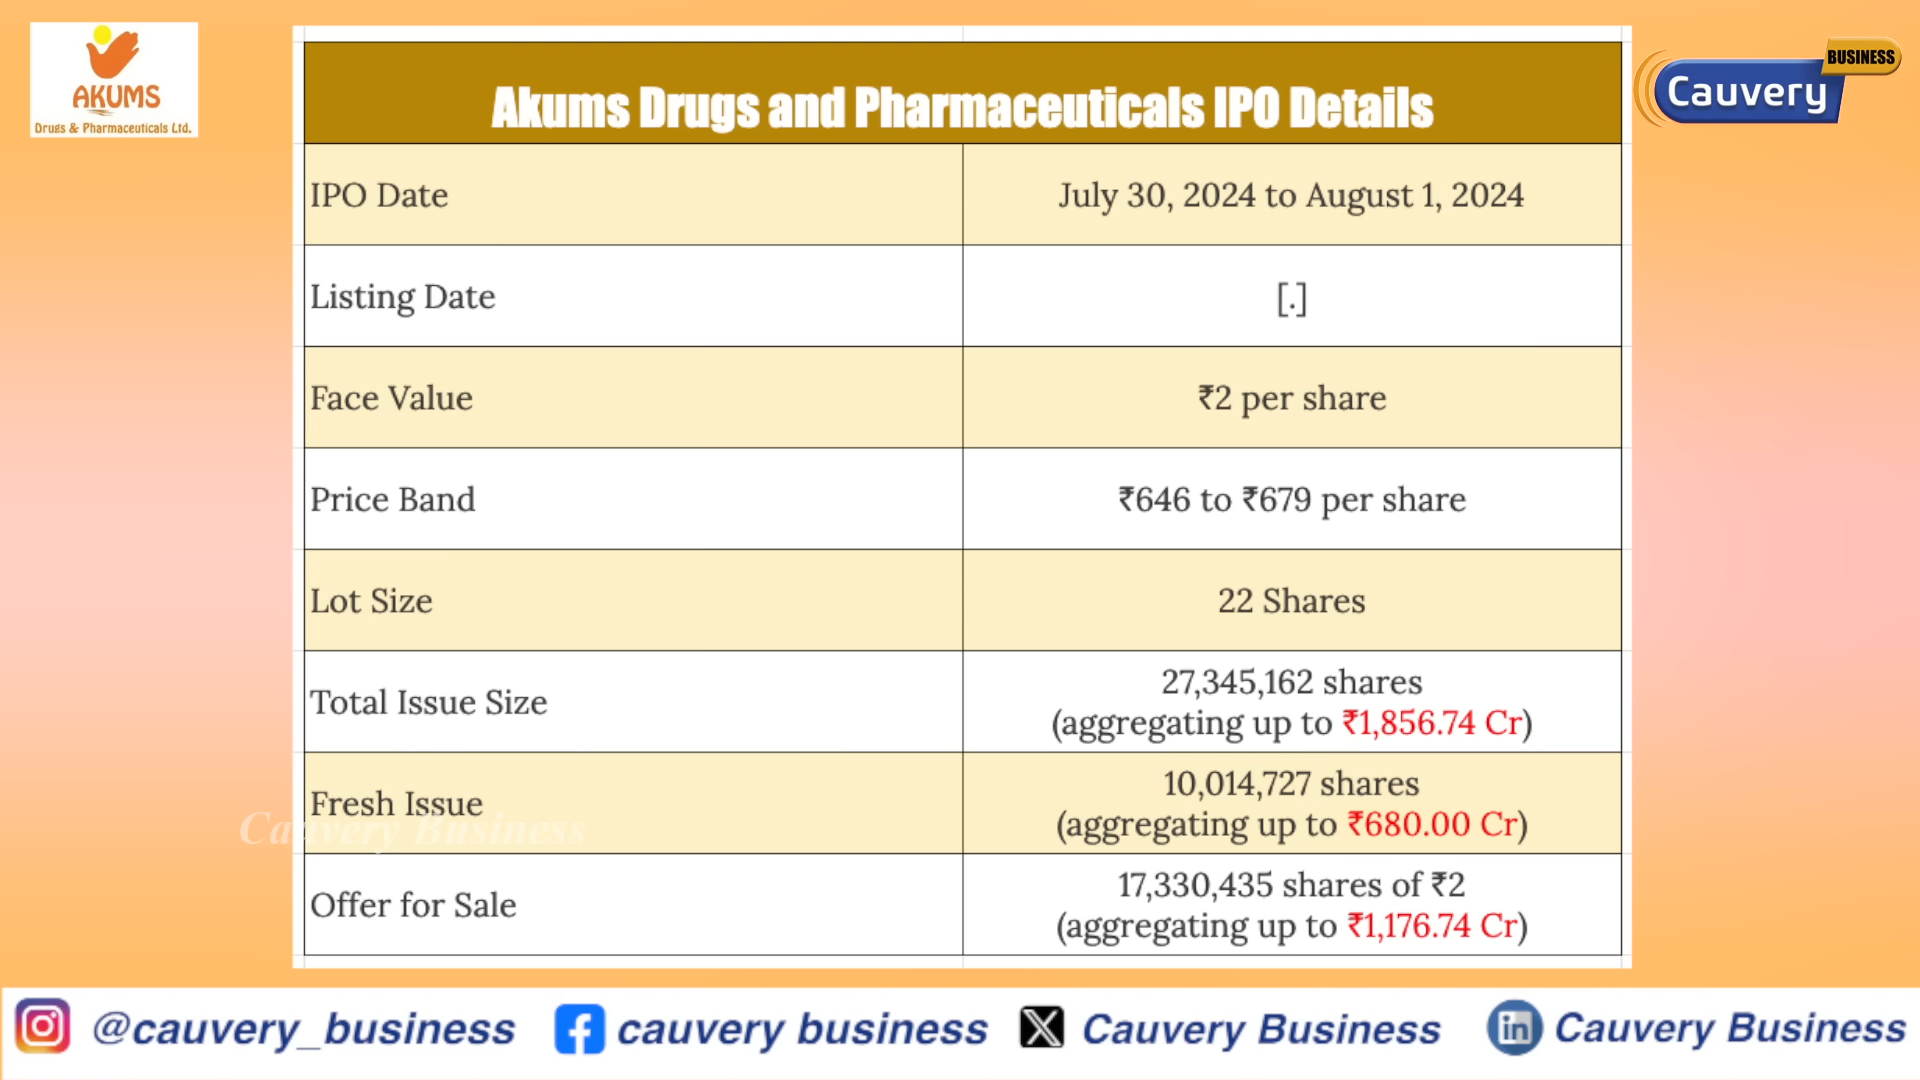 AKUMS
Drugs & Pharmaceuticals Ltd.
BUSINESS
Cauvery
Akums Drugs and Pharmaceuticals IPO Details
IPO Date
July 30, 2024 to August 1, 2024
Listing Date
[.]
Face Value
₹2 per share
Price Band
₹646 to ₹679 per share
Lot Size
22 Shares
Total Issue Size
27,345,162 shares
(aggregating up to ₹1,856.74 Cr)
Fresh Issue
10,014,727 shares
(aggregating up to ₹680.00 Cr)
Cauvery Business
Offer for Sale
17,330,435 shares of ₹2
(aggregating up to ₹1,176.74 Cr)
@cauvery_business
cauvery business
Cauvery Business
Cauvery Business